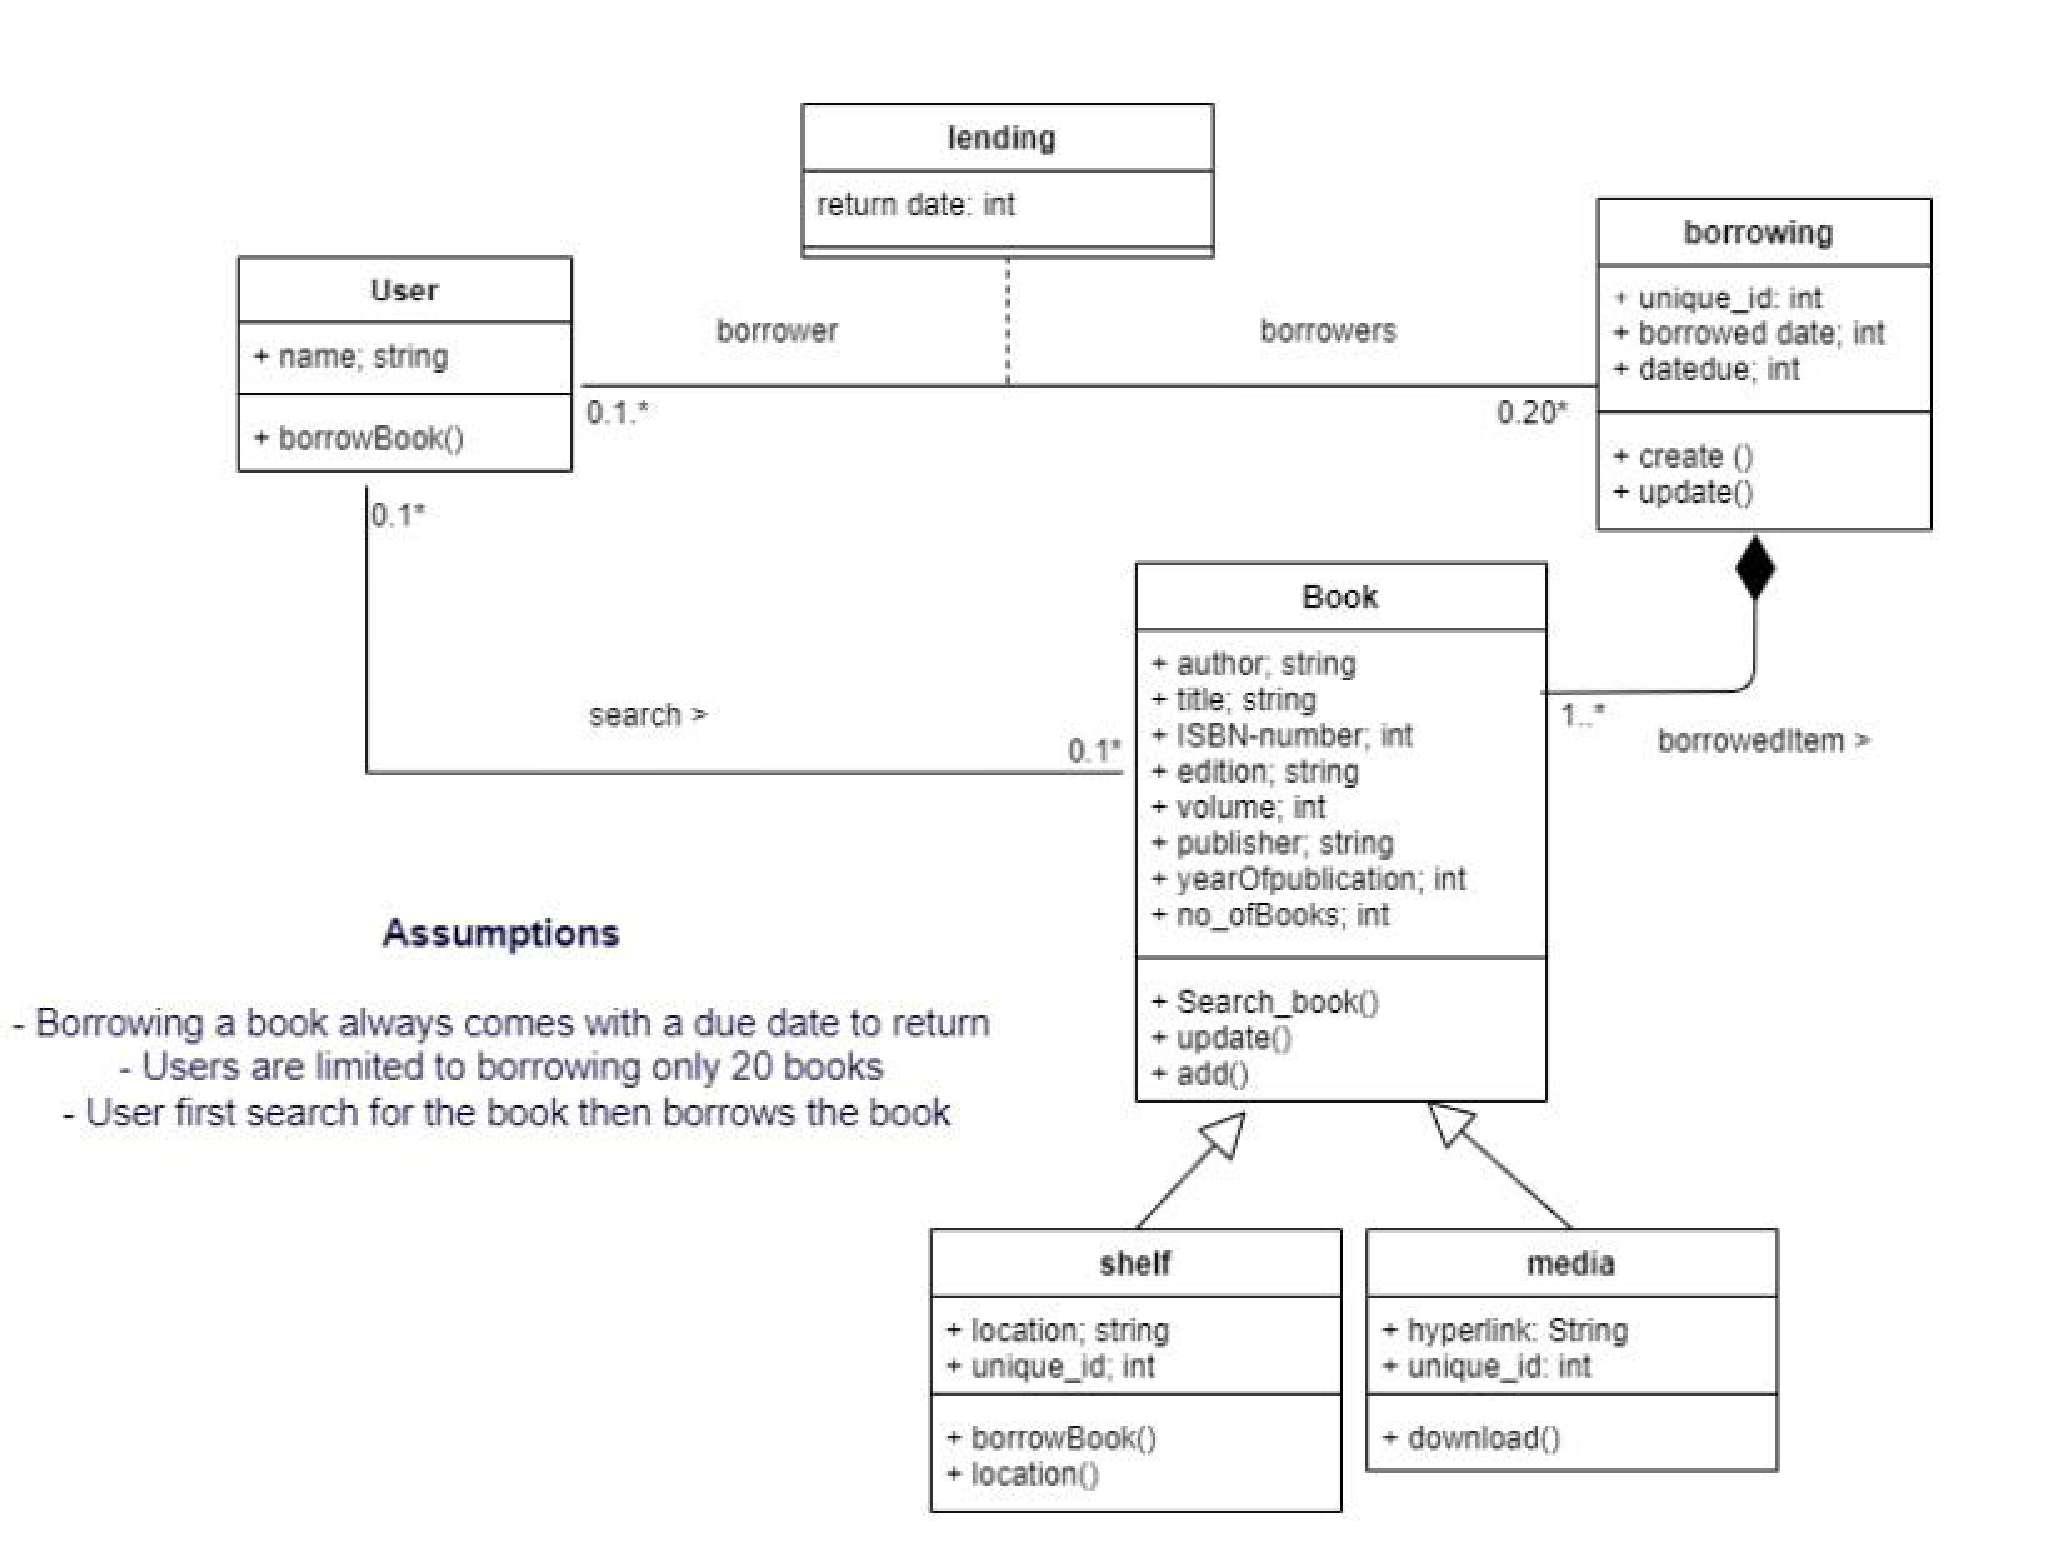 lending
return date: int
User
+ name; string
+ borrowBook()
borrower
borrowers
0.1.*
0.20*
borrowing
+ unique_id: int
+ borrowed date; int
+ datedue; int
+ create ()
+ update()
0.1*
search >
0.1*
Book
+ author; string
+ title; string
+ ISBN-number; int
+ edition; string
+ volume; int
+ publisher; string
+ yearOfpublication; int
+ no_ofBooks; int
+ Search_book()
+ update()
+ add()
1..*
borrowedItem >
Assumptions
- Borrowing a book always comes with a due date to return
- Users are limited to borrowing only 20 books
- User first search for the book then borrows the book
shelf
+ location; string
+ unique_id; int
+ borrowBook()
+ location()
media
+ hyperlink: String
+ unique_id: int
+ download()